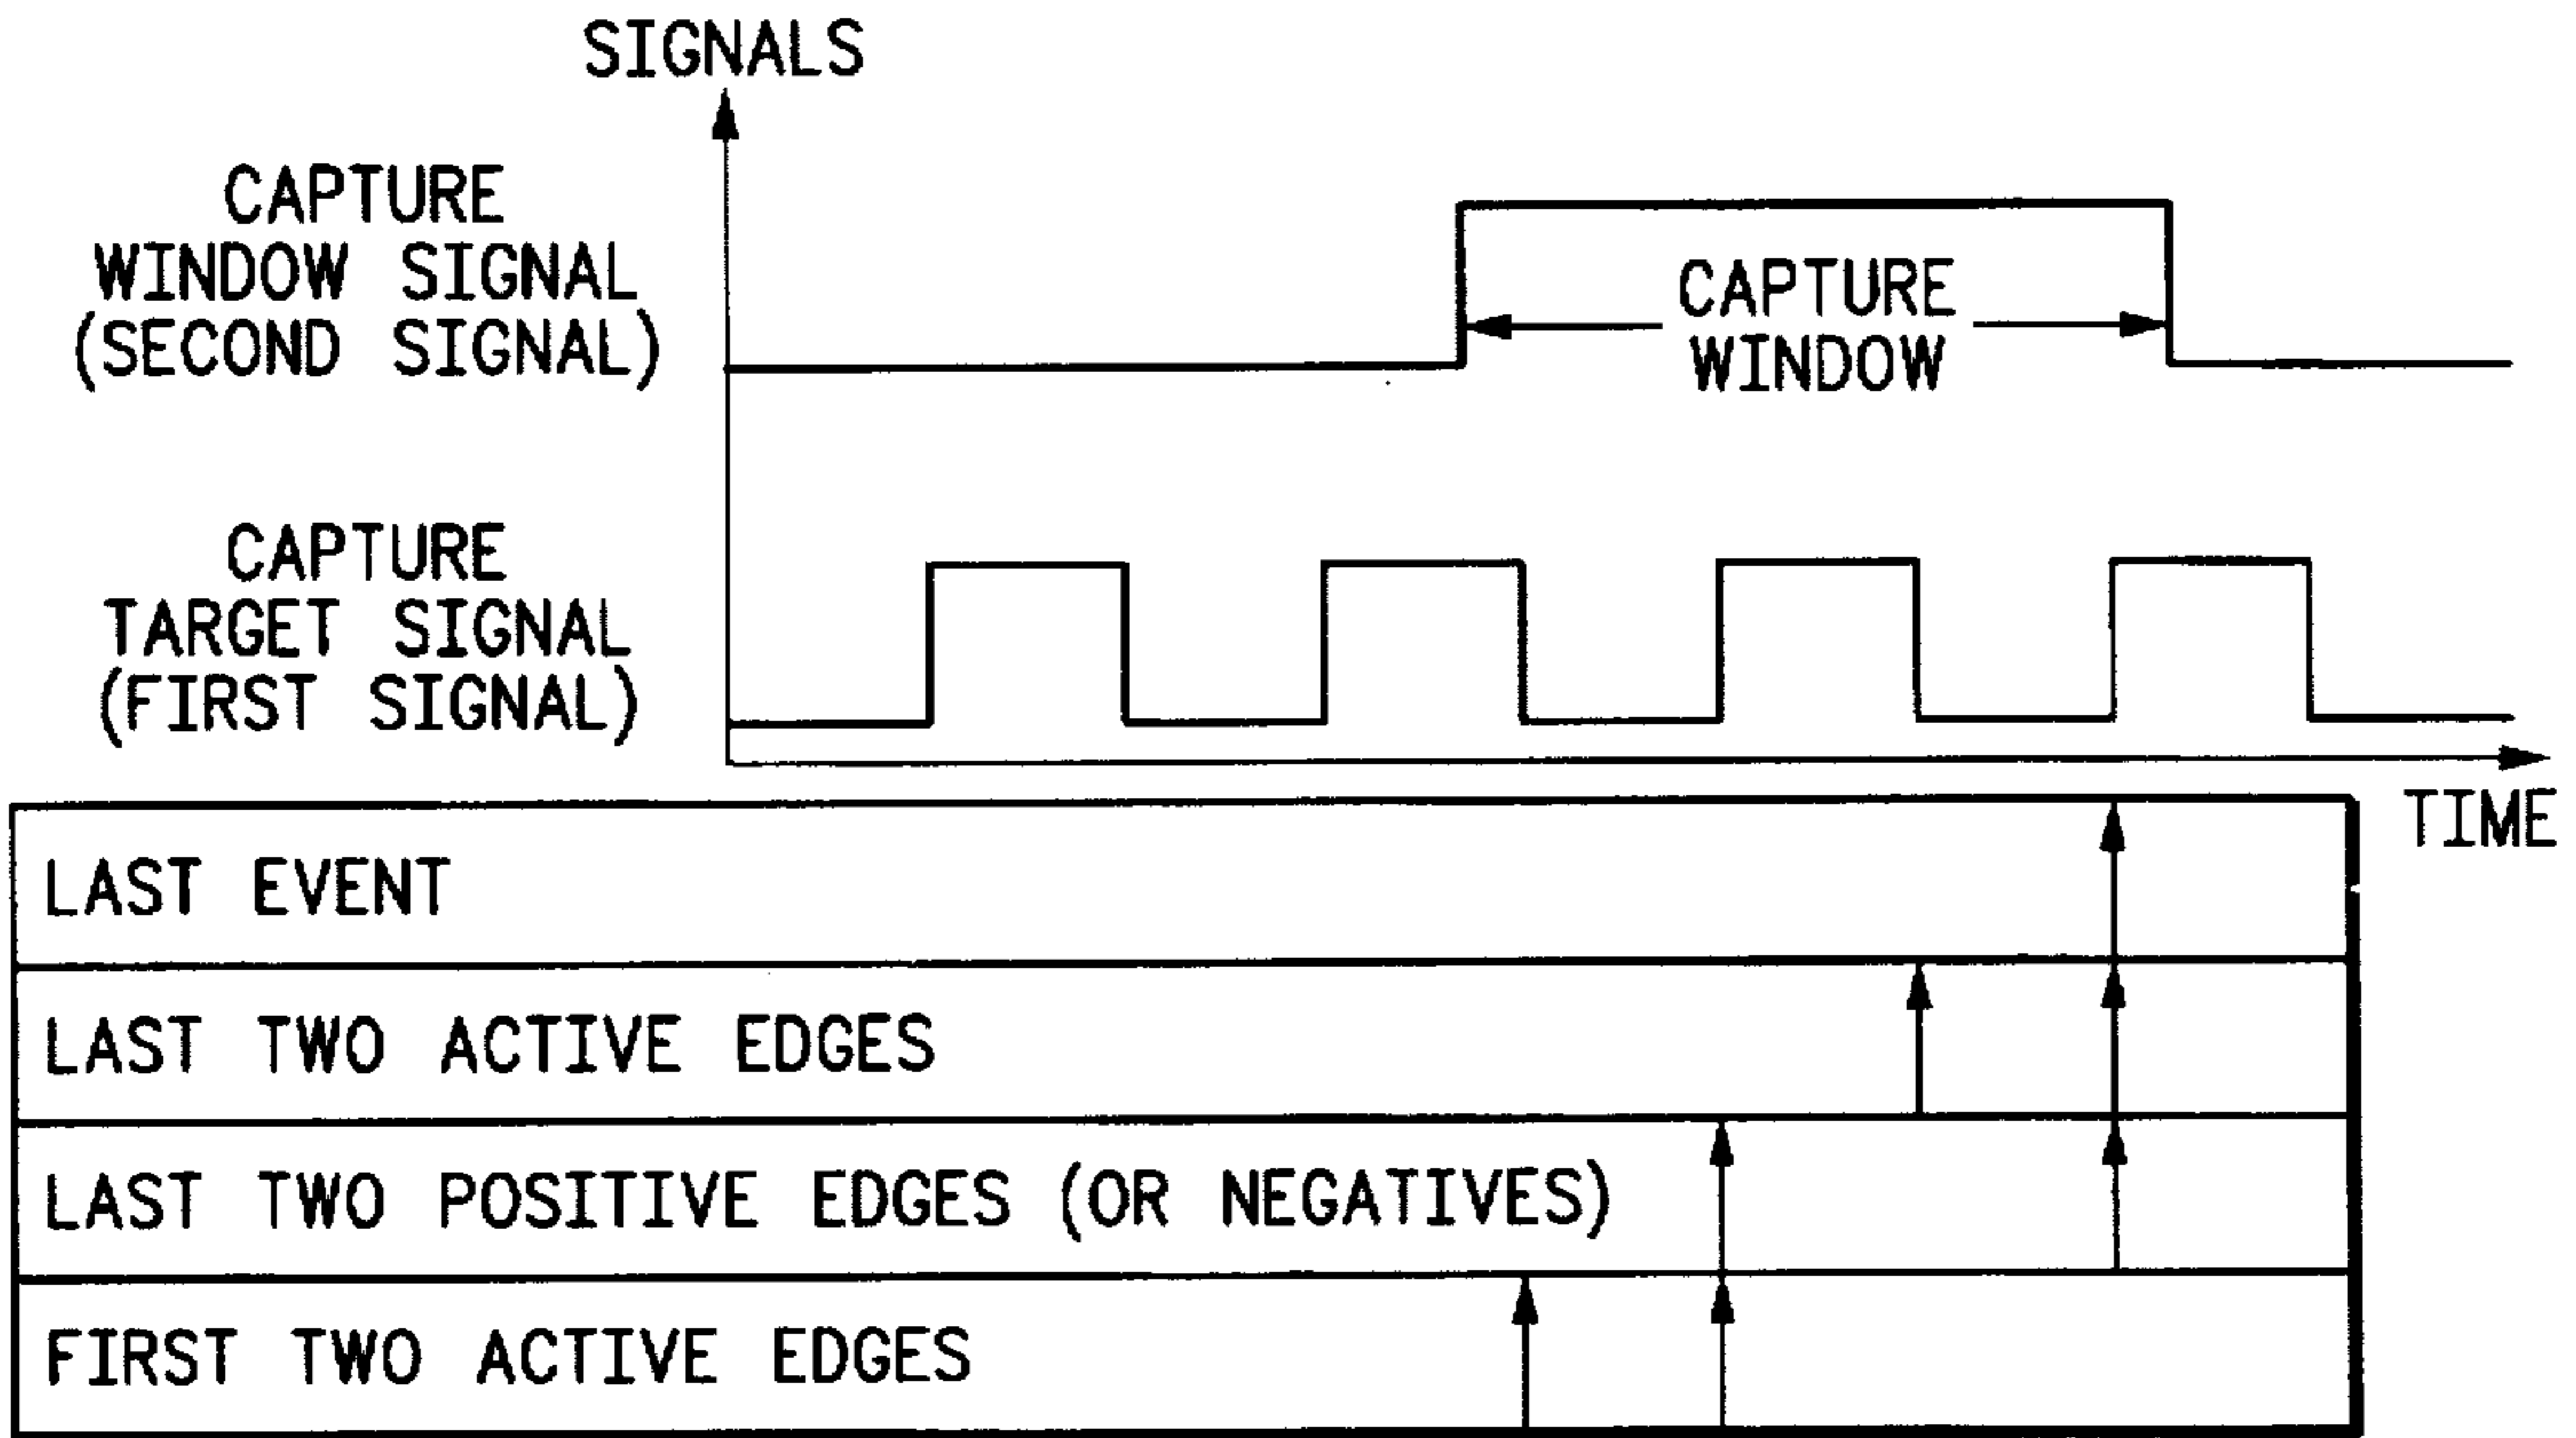 SIGNALS
CAPTURE
WINDOW SIGNAL
(SECOND SIGNAL)
CAPTURE
WINDOW
CAPTURE
TARGET SIGNAL
(FIRST SIGNAL)
TIME
LAST EVENT
LAST TWO ACTIVE EDGES
LAST TWO POSITIVE EDGES (OR NEGATIVES)
FIRST TWO ACTIVE EDGES